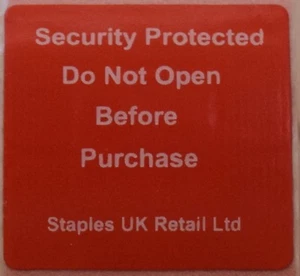 Security Protected
Do Not Open
Before
Purchase
Staples UK Retail Ltd